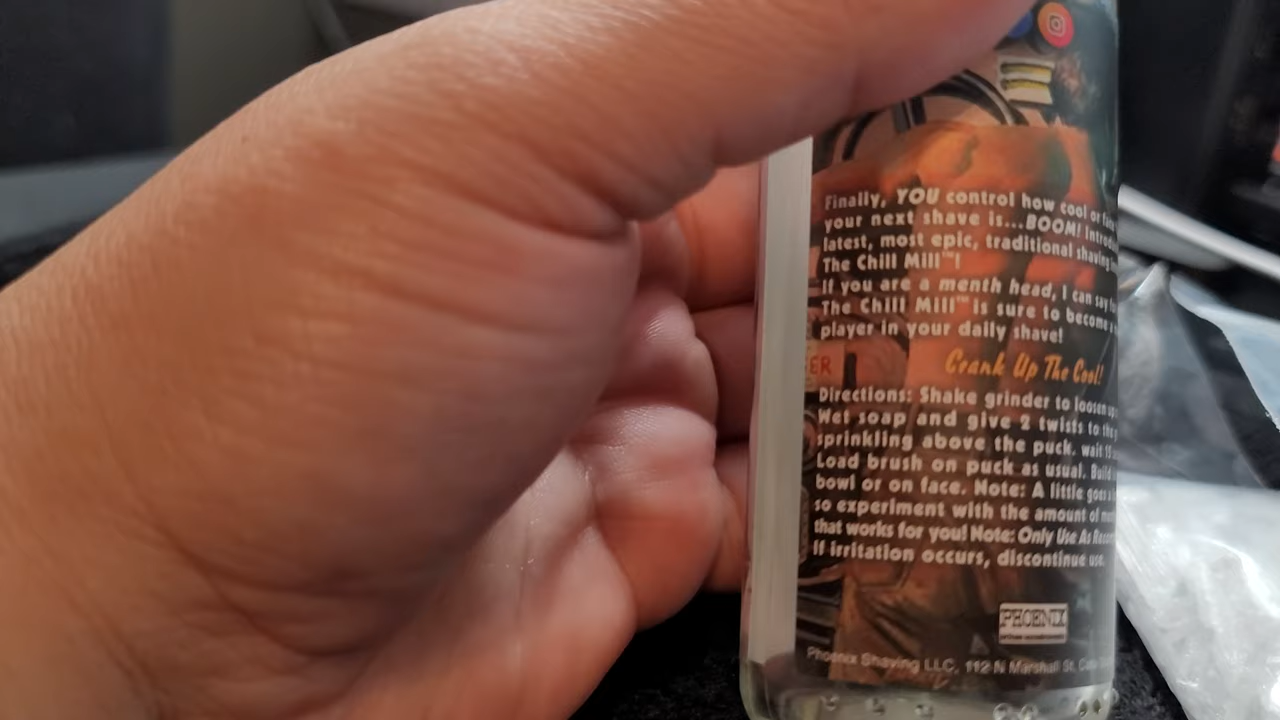 Finally, YOU control how cool or
your next shave is...BOOM!
latest, most epic, traditional shaving
The Chill Mill™!
If you are a menth head, I can say
The Chill Mill™ is sure to become a
player in your daily shave!
ER
Crank Up The Cool!
Directions: Shake grinder to loosen
Wet soap and give 2 twists to the
sprinkling above the puck. wait 15
Load brush on puck as usual. Build
bowl or on face. Note: A little goes
so experiment with the amount of
that works for you! Note: Only Use As
If irritation occurs, discontinue use.
PHOENIX
Phoenix Shaving LLC, 112 N Marshall St,